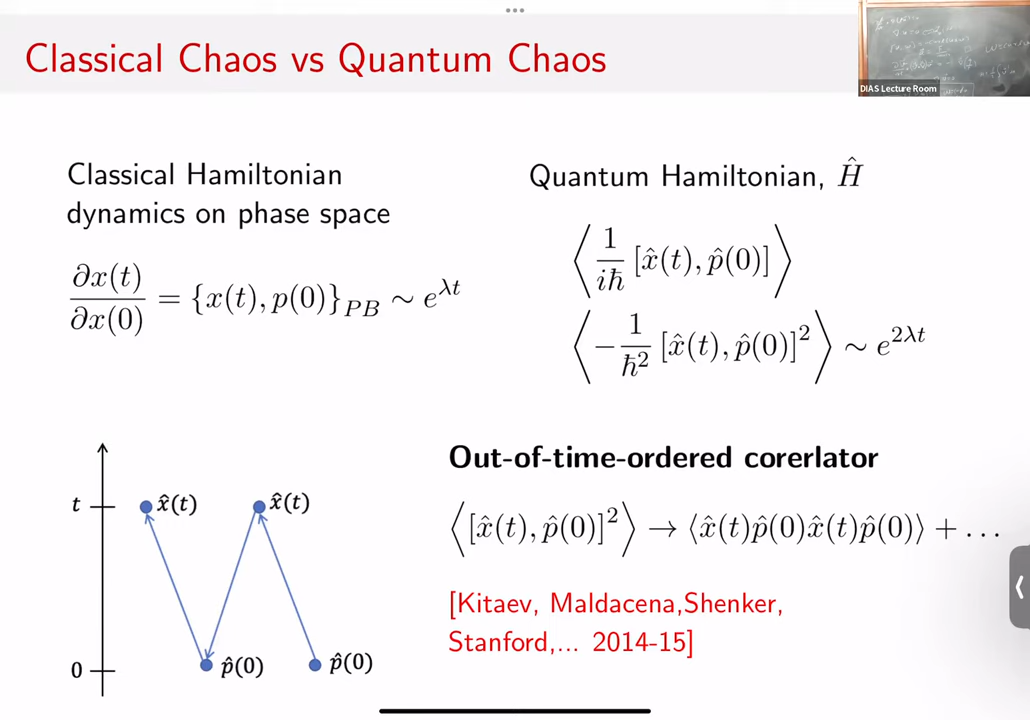 Classical Chaos vs Quantum Chaos
DIAS Lecture Room
Classical Hamiltonian
dynamics on phase space
∂x(t)/∂x(0) = {x(t), p(0)}_{PB} ∼ e^{λt}
Quantum Hamiltonian, Ĥ
⟨ 1/iħ [x̂(t), p̂(0)] ⟩
⟨ − 1/ħ² [x̂(t), p̂(0)]² ⟩ ∼ e^{2λt}
t
x̂(t)
x̂(t)
0
p̂(0)
p̂(0)
Out-of-time-ordered corerlator
⟨ [x̂(t), p̂(0)]² ⟩ → ⟨x̂(t)p̂(0)x̂(t)p̂(0)⟩ + …
[Kitaev, Maldacena,Shenker,
Stanford,... 2014-15]